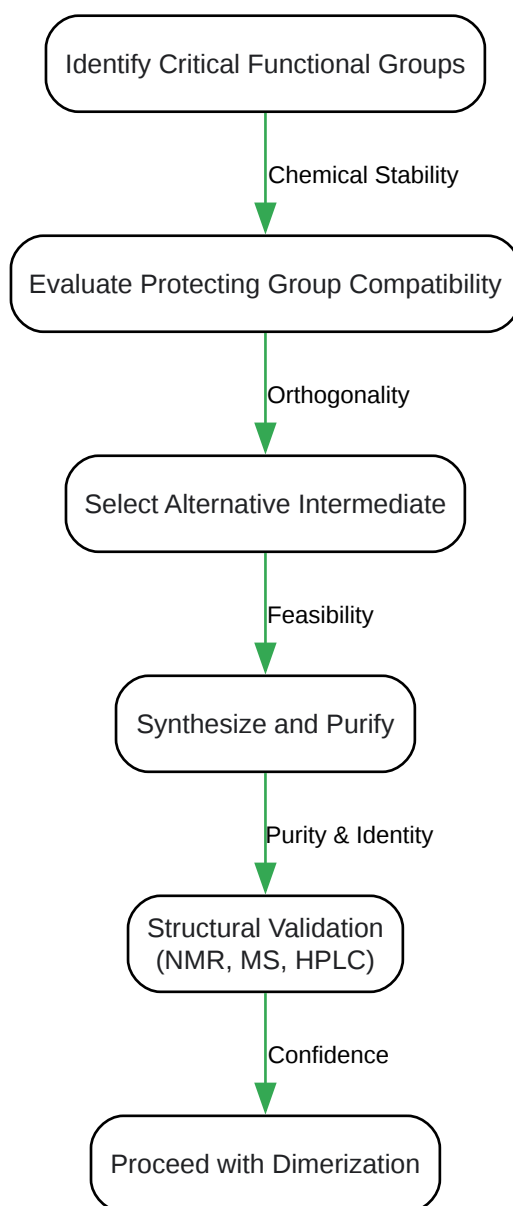 Identify Critical Functional Groups
Chemical Stability
Evaluate Protecting Group Compatibility
Orthogonality
Select Alternative Intermediate
Feasibility
Synthesize and Purify
Purity & Identity
Structural Validation
(NMR, MS, HPLC)
Confidence
Proceed with Dimerization